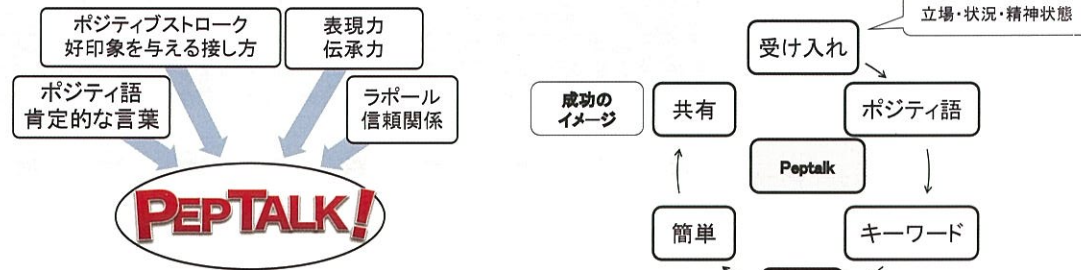 ポジティブストローク
好印象を与える接し方
表現力
伝承力
ポジティ語
肯定的な言葉
ラポール
信頼関係
PEPTALK!
立場・状況・精神状態
受け入れ
成功の
イメージ
共有
ポジティ語
Peptalk
簡単
キーワード